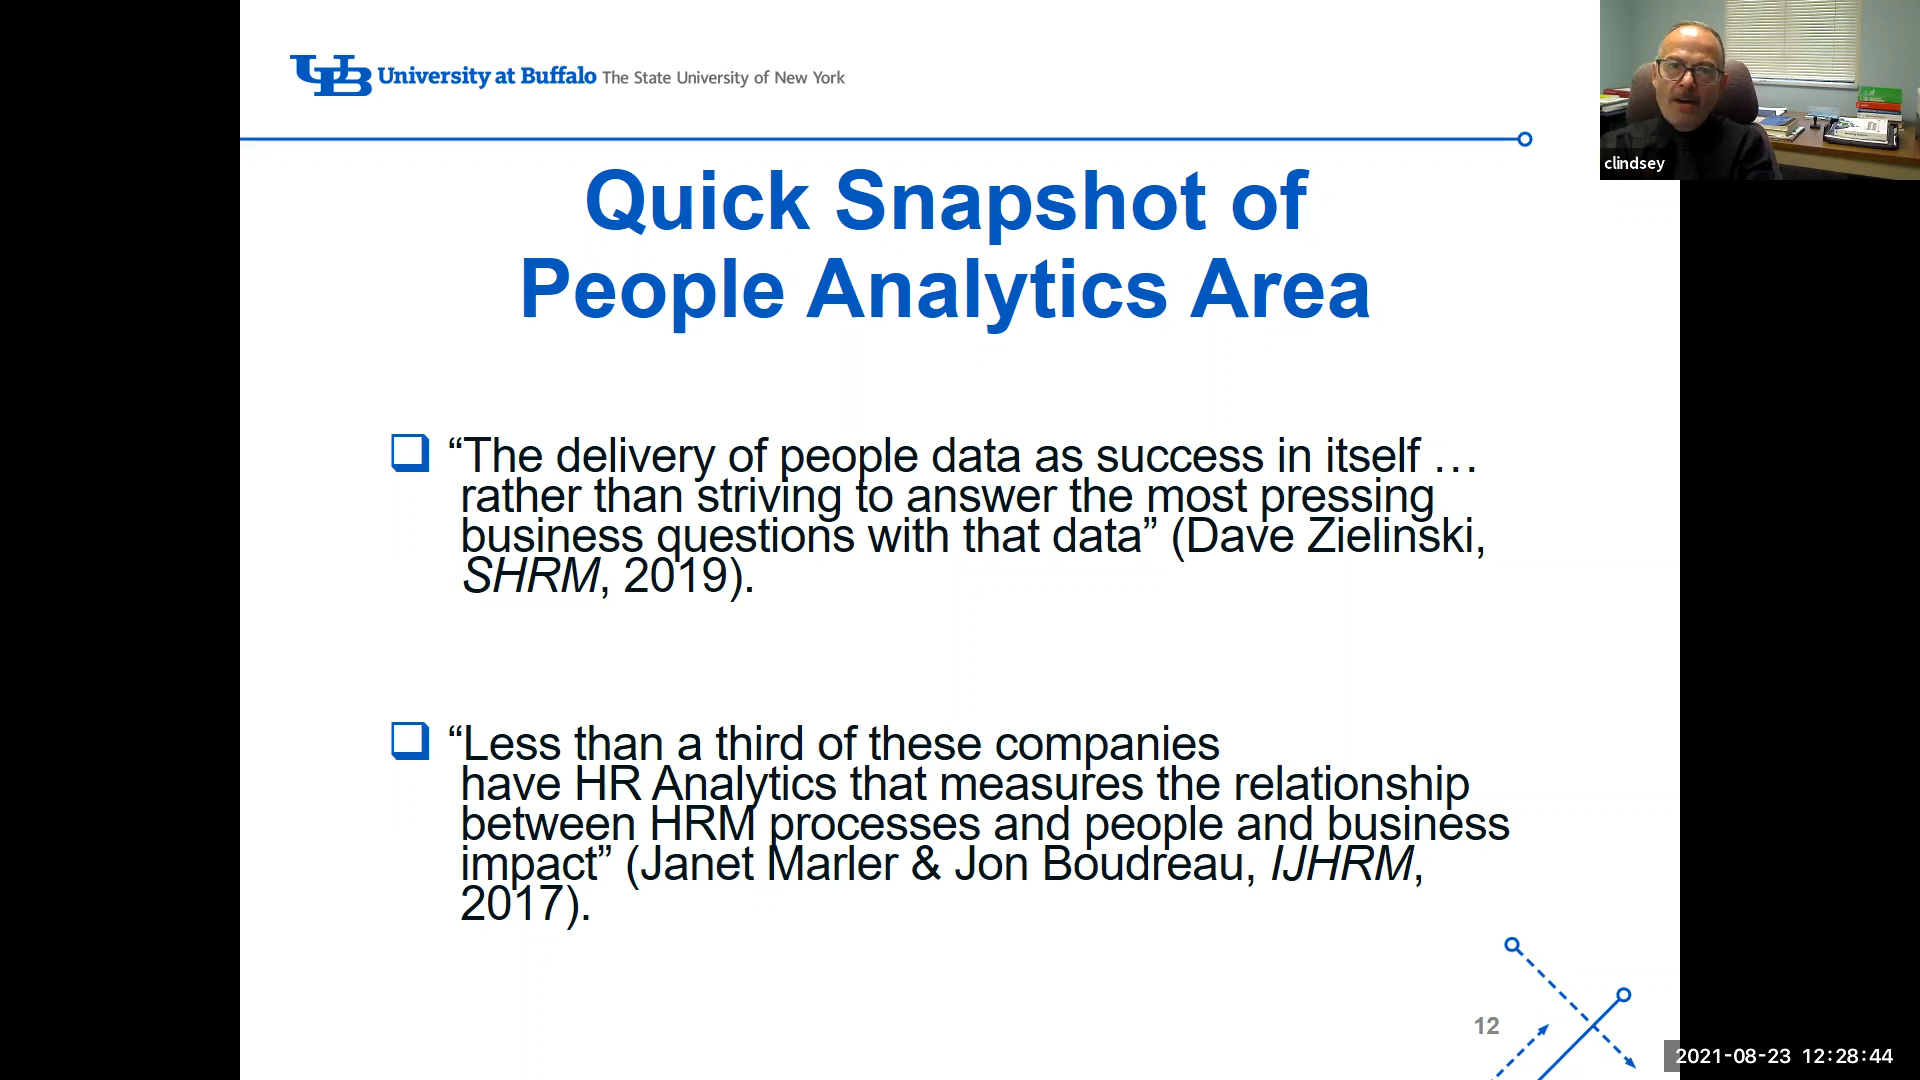 University at Buffalo The State University of New York
clindsey
Quick Snapshot of
People Analytics Area
“The delivery of people data as success in itself …
rather than striving to answer the most pressing
business questions with that data” (Dave Zielinski,
SHRM, 2019).
“Less than a third of these companies
have HR Analytics that measures the relationship
between HRM processes and people and business
impact” (Janet Marler & Jon Boudreau, IJHRM,
2017).
12
2021-08-23 12:28:44